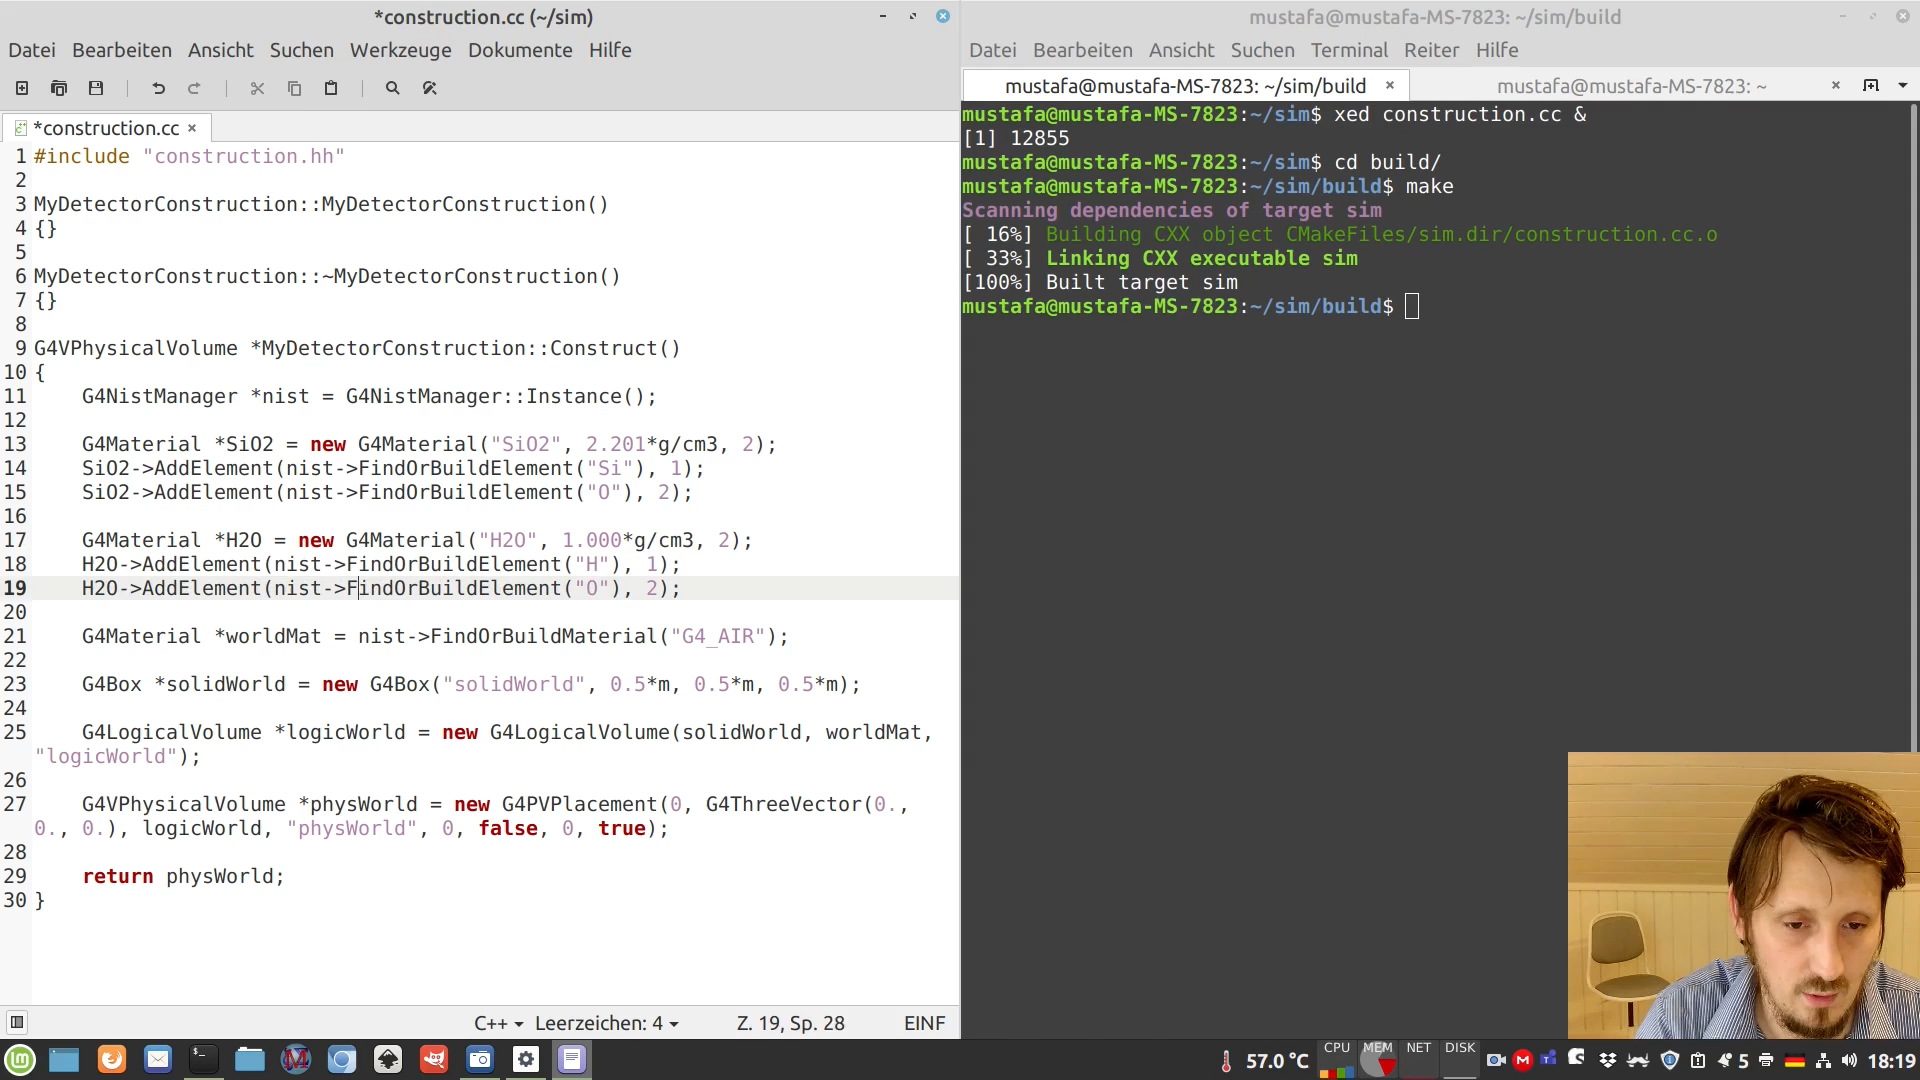 *construction.cc (~/sim)
Datei Bearbeiten Ansicht Suchen Werkzeuge Dokumente Hilfe
*construction.cc ×
1 #include "construction.hh"
2
3 MyDetectorConstruction::MyDetectorConstruction()
4 {}
5
6 MyDetectorConstruction::~MyDetectorConstruction()
7 {}
8
9 G4VPhysicalVolume *MyDetectorConstruction::Construct()
10 {
11 G4NistManager *nist = G4NistManager::Instance();
12
13 G4Material *SiO2 = new G4Material("SiO2", 2.201*g/cm3, 2);
14 SiO2->AddElement(nist->FindOrBuildElement("Si"), 1);
15 SiO2->AddElement(nist->FindOrBuildElement("O"), 2);
16
17 G4Material *H2O = new G4Material("H2O", 1.000*g/cm3, 2);
18 H2O->AddElement(nist->FindOrBuildElement("H"), 1);
19 H2O->AddElement(nist->FindOrBuildElement("O"), 2);
20
21 G4Material *worldMat = nist->FindOrBuildMaterial("G4_AIR");
22
23 G4Box *solidWorld = new G4Box("solidWorld", 0.5*m, 0.5*m, 0.5*m);
24
25 G4LogicalVolume *logicWorld = new G4LogicalVolume(solidWorld, worldMat,
"logicWorld");
26
27 G4VPhysicalVolume *physWorld = new G4PVPlacement(0, G4ThreeVector(0.,
0., 0.), logicWorld, "physWorld", 0, false, 0, true);
28
29 return physWorld;
30 }
C++ Leerzeichen: 4 Z. 19, Sp. 28 EINF
mustafa@mustafa-MS-7823: ~/sim/build
Datei Bearbeiten Ansicht Suchen Terminal Reiter Hilfe
mustafa@mustafa-MS-7823: ~/sim/build × mustafa@mustafa-MS-7823: ~ ×
mustafa@mustafa-MS-7823:~/sim$ xed construction.cc &
[1] 12855
mustafa@mustafa-MS-7823:~/sim$ cd build/
mustafa@mustafa-MS-7823:~/sim/build$ make
Scanning dependencies of target sim
[ 16%] Building CXX object CMakeFiles/sim.dir/construction.cc.o
[ 33%] Linking CXX executable sim
[100%] Built target sim
mustafa@mustafa-MS-7823:~/sim/build$
57.0 °C CPU MEM NET DISK 5 18:19